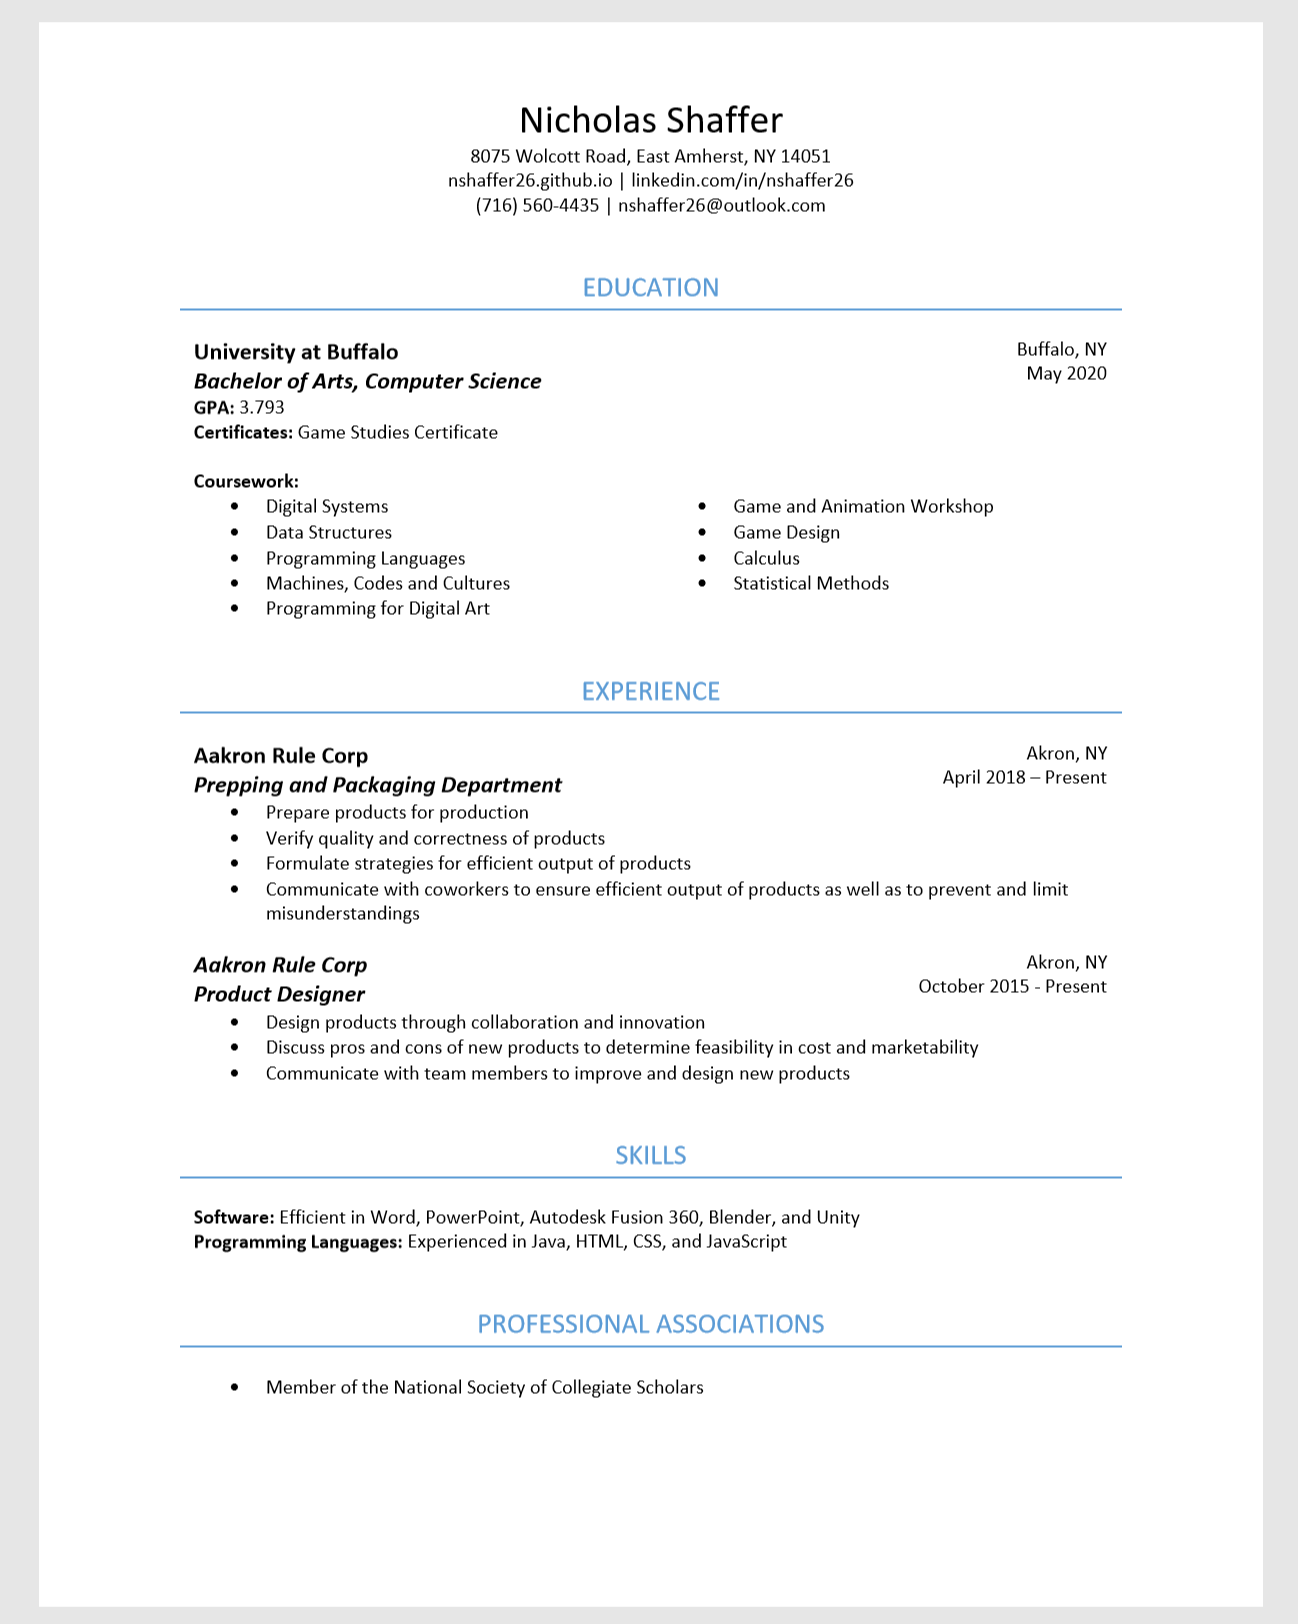 Nicholas Shaffer
8075 Wolcott Road, East Amherst, NY 14051
nshaffer26.github.io | linkedin.com/in/nshaffer26
(716) 560-4435 | nshaffer26@outlook.com
EDUCATION
University at Buffalo
Buffalo, NY
Bachelor of Arts, Computer Science
May 2020
GPA: 3.793
Certificates: Game Studies Certificate
Coursework:
• Digital Systems
• Data Structures
• Programming Languages
• Machines, Codes and Cultures
• Programming for Digital Art
• Game and Animation Workshop
• Game Design
• Calculus
• Statistical Methods
EXPERIENCE
Aakron Rule Corp
Akron, NY
Prepping and Packaging Department
April 2018 – Present
• Prepare products for production
• Verify quality and correctness of products
• Formulate strategies for efficient output of products
• Communicate with coworkers to ensure efficient output of products as well as to prevent and limit
misunderstandings
Aakron Rule Corp
Akron, NY
Product Designer
October 2015 - Present
• Design products through collaboration and innovation
• Discuss pros and cons of new products to determine feasibility in cost and marketability
• Communicate with team members to improve and design new products
SKILLS
Software: Efficient in Word, PowerPoint, Autodesk Fusion 360, Blender, and Unity
Programming Languages: Experienced in Java, HTML, CSS, and JavaScript
PROFESSIONAL ASSOCIATIONS
• Member of the National Society of Collegiate Scholars